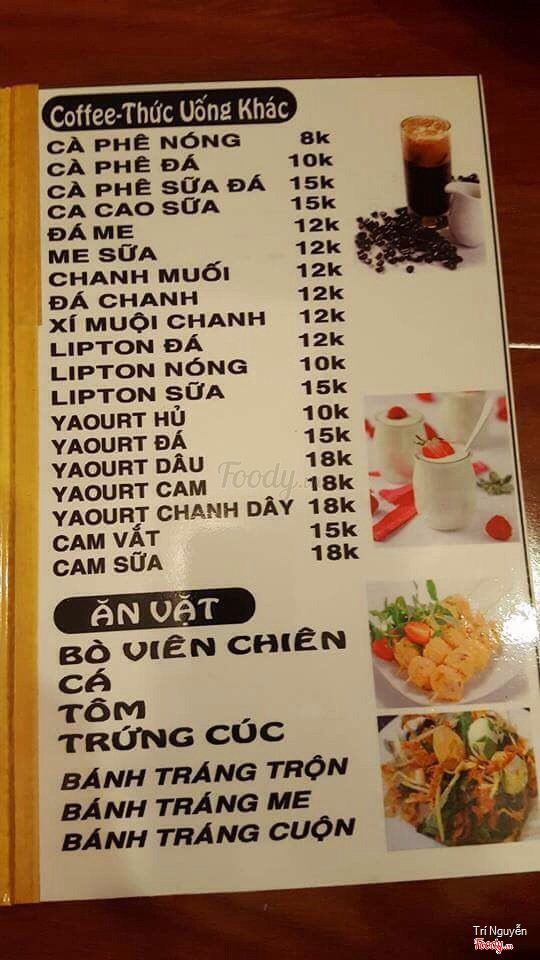 Coffee-Thức Uống Khác
CÀ PHÊ NÓNG 8k
CÀ PHÊ ĐÁ 10k
CÀ PHÊ SỮA ĐÁ 15k
CA CAO SỮA 15k
ĐÁ ME 12k
ME SỮA 12k
CHANH MUỐI 12k
ĐÁ CHANH 12k
XÍ MUỘI CHANH 12k
LIPTON ĐÁ 12k
LIPTON NÓNG 10k
LIPTON SỮA 15k
YAOURT HỦ 10k
YAOURT ĐÁ 15k
YAOURT DÂU 18k
YAOURT CAM 18k
YAOURT CHANH DÂY 18k
CAM VẮT 15k
CAM SỮA 18k
Foody.vn
ĂN VẶT
BÒ VIÊN CHIÊN
CÁ
TÔM
TRỨNG CÚC
BÁNH TRÁNG TRỘN
BÁNH TRÁNG ME
BÁNH TRÁNG CUỘN
Trí Nguyễn
Foody.vn